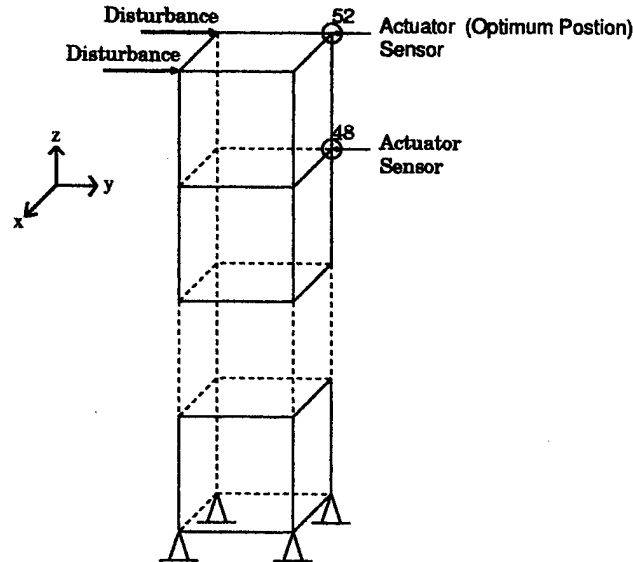 Disturbance
52
Actuator (Optimum Postion)
Sensor
Disturbance
48
Actuator
Sensor
z
y
x